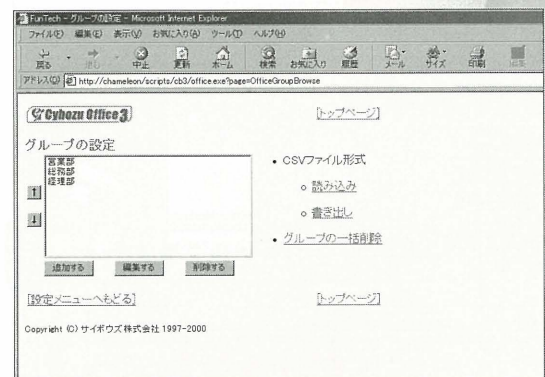 FunTech - グループの設定 - Microsoft Internet Explorer
ファイル(F) 編集(E) 表示(V) お気に入り(A) ツール(T) ヘルプ(H)
戻る 中止 更新 ホーム 検索 お気に入り 履歴 メール サイズ 印刷
アドレス(D) http://chameleon/scripts/cb3/office.exe?page=OfficeGroupBrowse
Cybozu Office 3
[トップページ]
グループの設定
営業部
総務部
経理部
追加する 編集する 削除する
• CSVファイル形式
○ 読み込み
○ 書き出し
• グループの一括削除
[設定メニューへもどる] [トップページ]
Copyright (C) サイボウズ株式会社 1997-2000